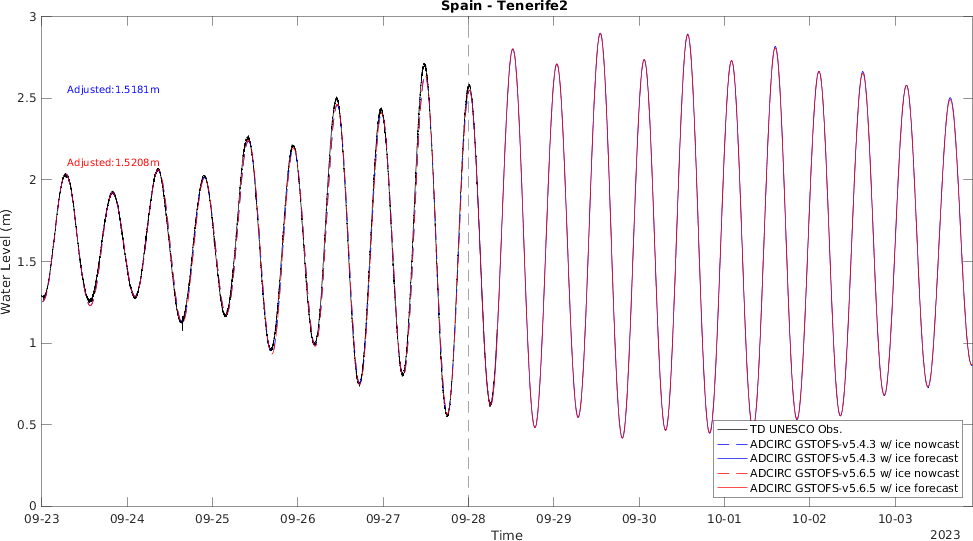 Spain - Tenerife2
3
2.5
2
1.5
1
0.5
0
Water Level (m)
Adjusted:1.5181m
Adjusted:1.5208m
TD UNESCO Obs.
ADCIRC GSTOFS-v5.4.3 w/ ice nowcast
ADCIRC GSTOFS-v5.4.3 w/ ice forecast
ADCIRC GSTOFS-v5.6.5 w/ ice nowcast
ADCIRC GSTOFS-v5.6.5 w/ ice forecast
09-23 09-24 09-25 09-26 09-27 09-28 09-29 09-30 10-01 10-02 10-03
Time
2023